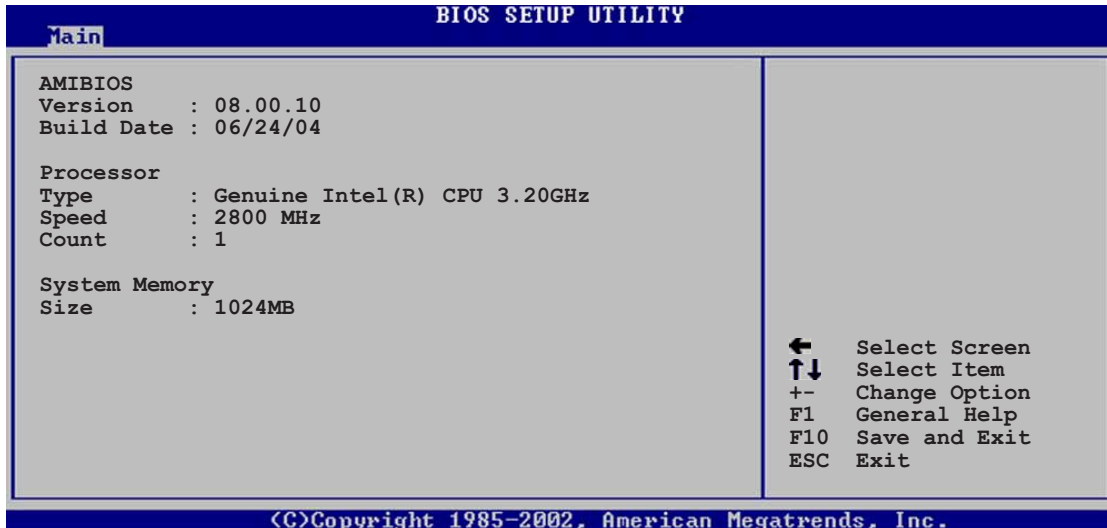 BIOS SETUP UTILITY
Main
AMIBIOS
Version : 08.00.10
Build Date : 06/24/04
Processor
Type : Genuine Intel(R) CPU 3.20GHz
Speed : 2800 MHz
Count : 1
System Memory
Size : 1024MB
← Select Screen
↑↓ Select Item
+- Change Option
F1 General Help
F10 Save and Exit
ESC Exit
(C)Copyright 1985-2002, American Megatrends, Inc.